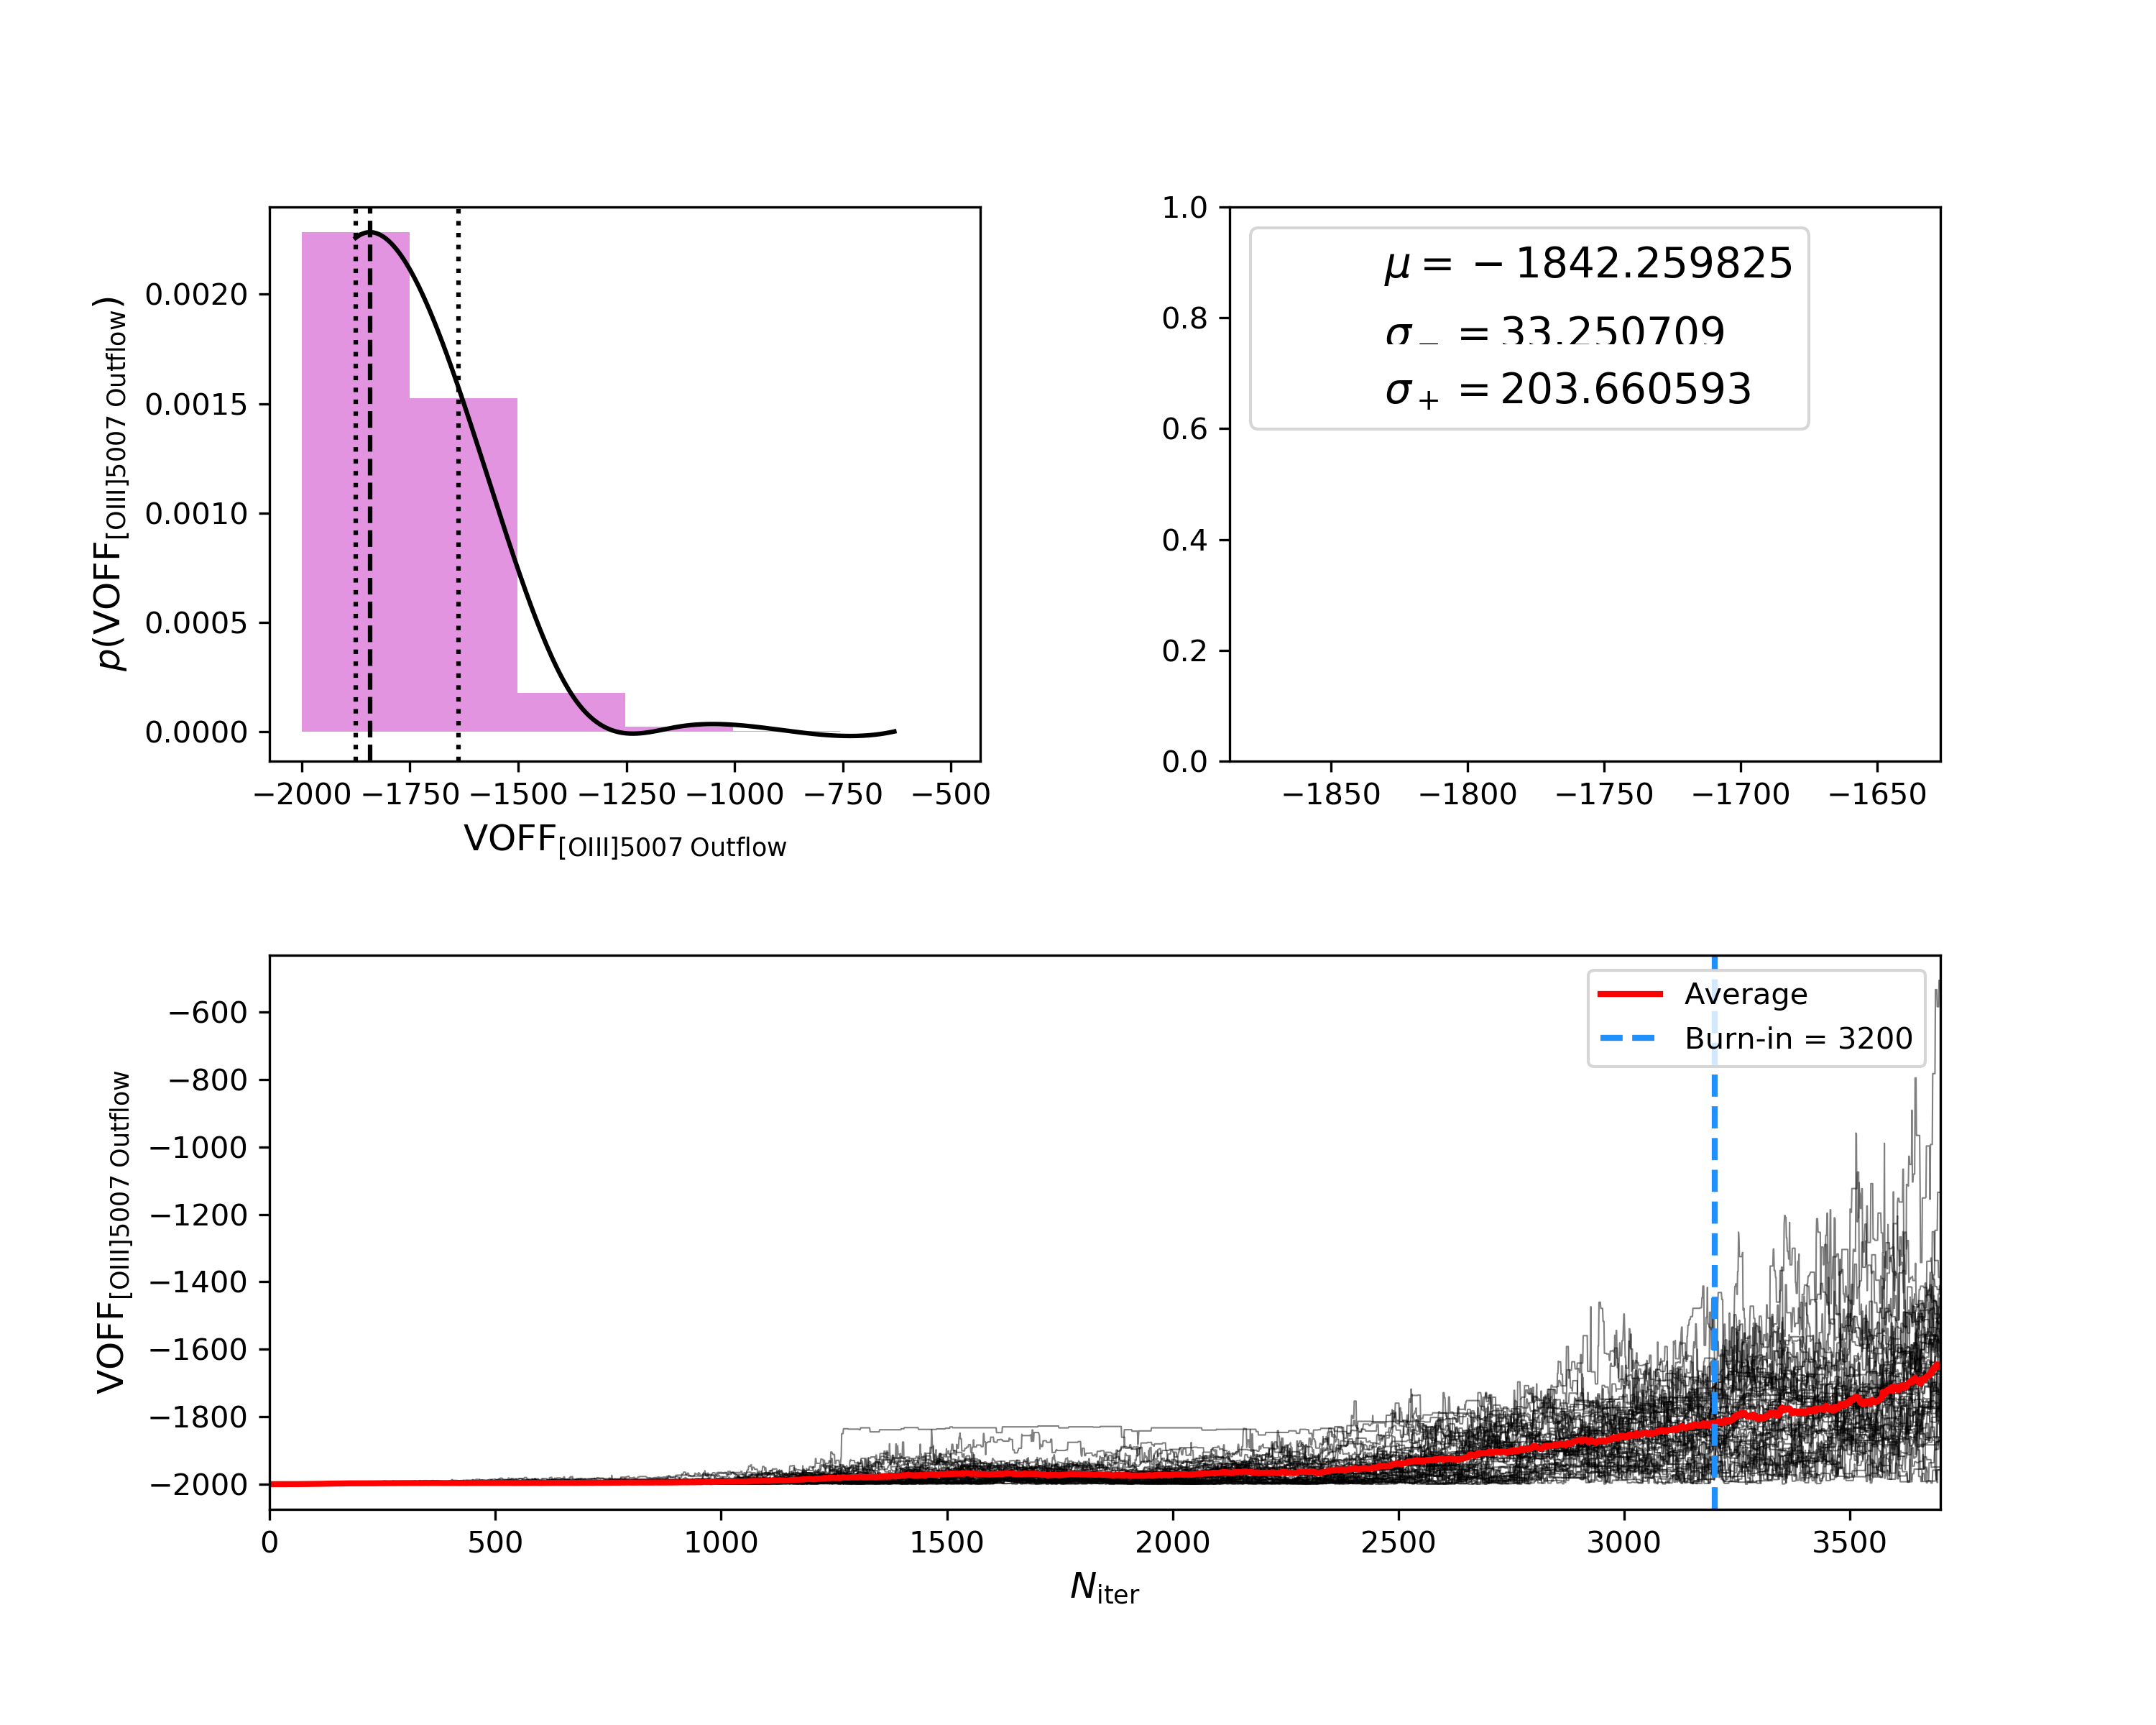 0.0020
0.0015
0.0010
0.0005
0.0000
p(VOFF[OIII]5007 Outflow)
−2000 −1750 −1500 −1250 −1000 −750 −500
VOFF[OIII]5007 Outflow
1.0
0.8
0.6
0.4
0.2
0.0
μ = −1842.259825
σ− = 33.250709
σ+ = 203.660593
−1850 −1800 −1750 −1700 −1650
−600
−800
−1000
−1200
−1400
−1600
−1800
−2000
VOFF[OIII]5007 Outflow
Average
Burn-in = 3200
0 500 1000 1500 2000 2500 3000 3500
Niter